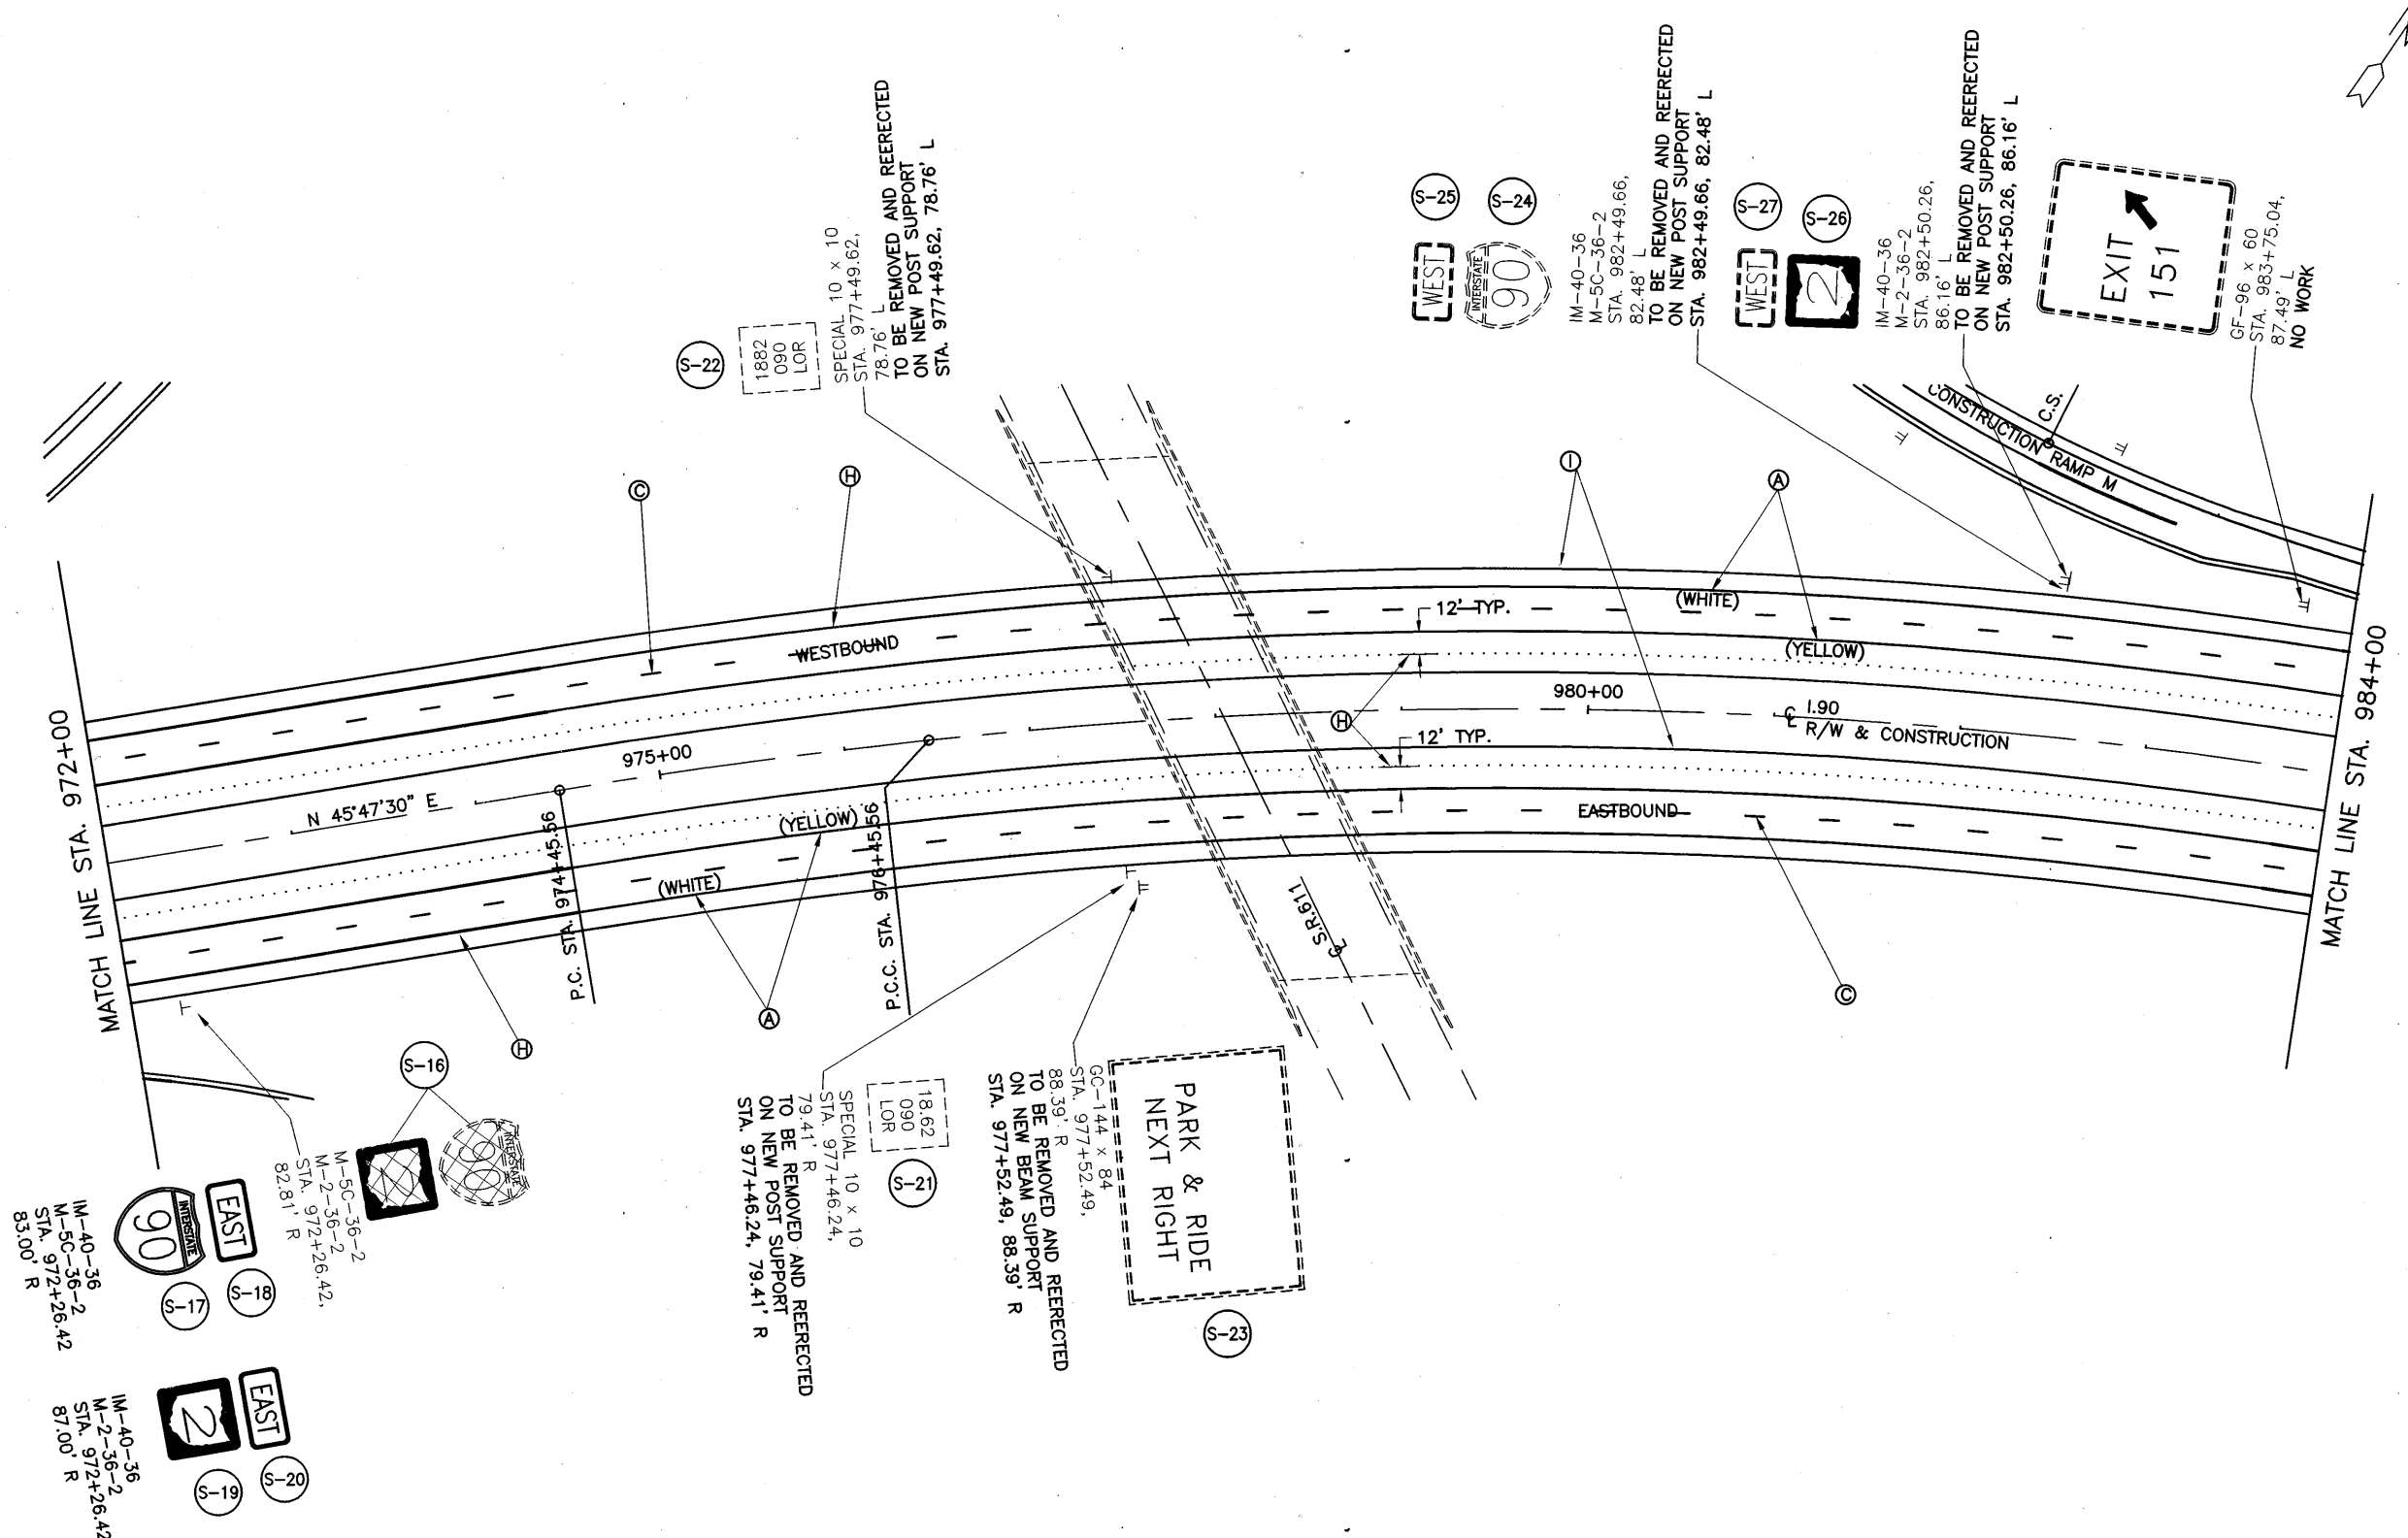 S-22
1882
090
LOR
SPECIAL 10 x 10
STA. 977+49.62,
78.76' L
TO BE REMOVED AND REERECTED
ON NEW POST SUPPORT
STA. 977+49.62, 78.76' L
S-25
S-24
WEST
INTERSTATE
90
IM-40-36
M-5C-36-2
STA. 982+49.66,
82.48' L
TO BE REMOVED AND REERECTED
ON NEW POST SUPPORT
STA. 982+49.66, 82.48' L
S-27
S-26
WEST
2
IM-40-36
M-2-36-2
STA. 982+50.26,
86.16' L
TO BE REMOVED AND REERECTED
ON NEW POST SUPPORT
STA. 982+50.26, 86.16' L
EXIT
151
GF-96 x 60
STA. 983+75.04,
87.49' L
NO WORK
CONSTRUCTION RAMP M
C.S.
C
H
I
A
MATCH LINE STA. 972+00
WESTBOUND
12' TYP.
(WHITE)
(YELLOW)
975+00
H
980+00
℄ I.90
R/W & CONSTRUCTION
12' TYP.
MATCH LINE STA. 984+00
N 45°47'30" E
P.C. STA. 974+45.56
(YELLOW)
(WHITE)
P.C.C. STA. 976+45.56
EASTBOUND
℄ S.R.611
A
H
C
S-16
INTERSTATE
90
M-5C-36-2
M-2-36-2
STA. 972+26.42,
82.81' R
EAST
INTERSTATE
90
S-18
S-17
IM-40-36
M-5C-36-2
STA. 972+26.42
83.00' R
EAST
2
S-20
S-19
IM-40-36
M-2-36-2
STA. 972+26.42
87.00' R
18.62
090
LOR
S-21
SPECIAL 10 x 10
STA. 977+46.24,
79.41' R
TO BE REMOVED AND REERECTED
ON NEW POST SUPPORT
STA. 977+46.24, 79.41' R
PARK & RIDE
NEXT RIGHT
S-23
GC-144 x 84
STA. 977+52.49,
88.39' R
TO BE REMOVED AND REERECTED
ON NEW BEAM SUPPORT
STA. 977+52.49, 88.39' R